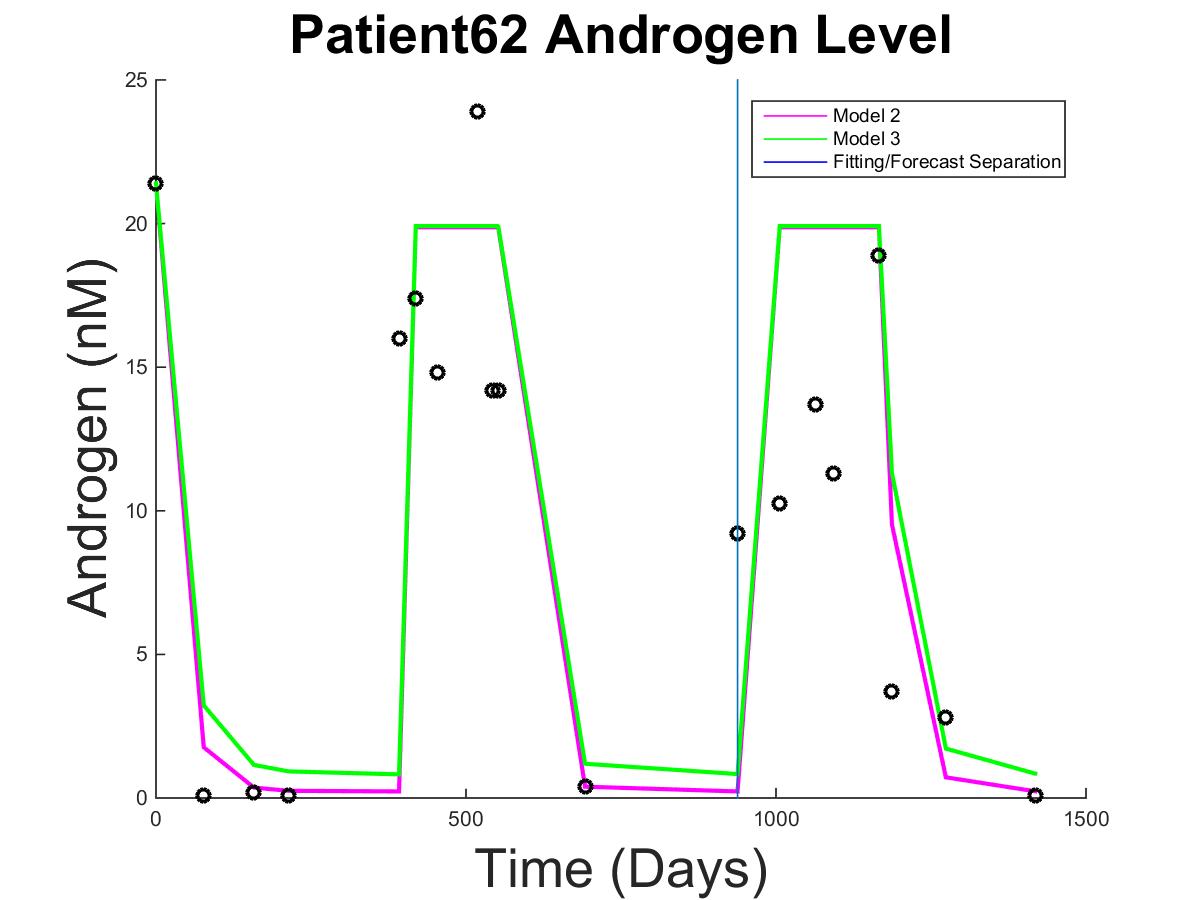 Patient62 Androgen Level
25
20
15
10
5
0
Androgen (nM)
Model 2
Model 3
Fitting/Forecast Separation
0
500
1000
1500
Time (Days)